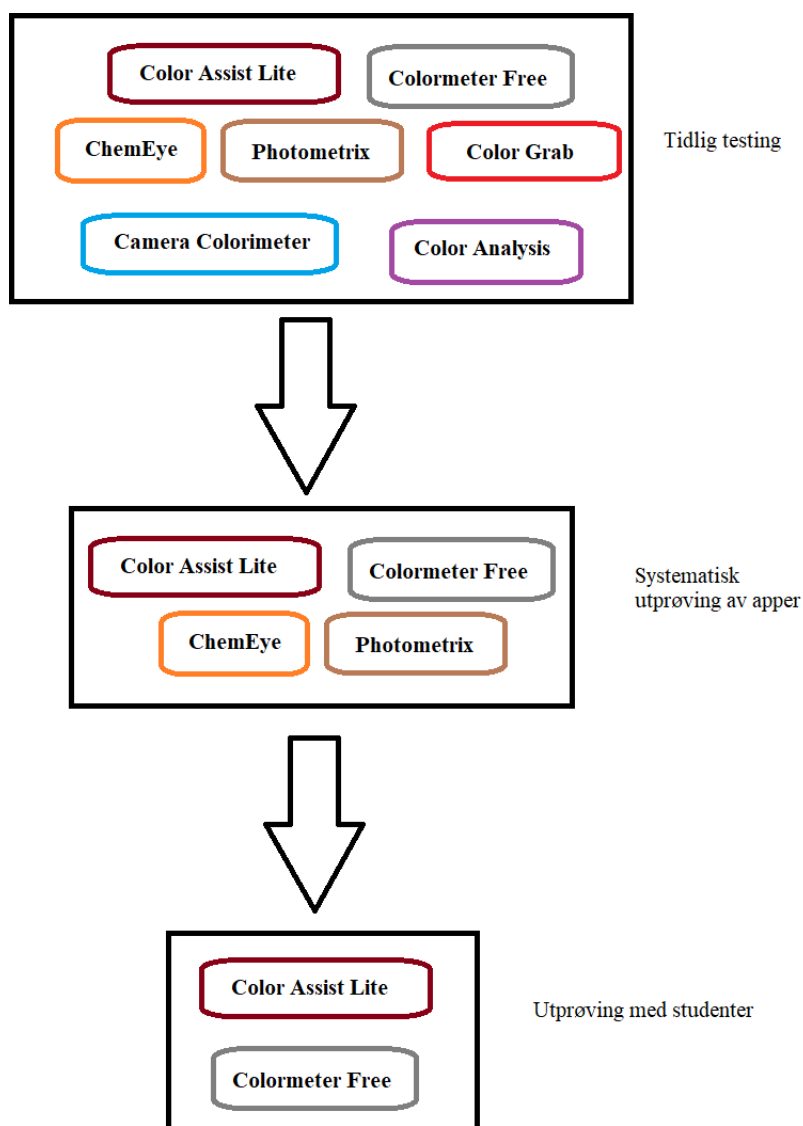 Color Assist Lite
Colormeter Free
ChemEye
Photometrix
Color Grab
Tidlig testing
Camera Colorimeter
Color Analysis
Color Assist Lite
Colormeter Free
Systematisk
utprøving av apper
ChemEye
Photometrix
Color Assist Lite
Utprøving med studenter
Colormeter Free